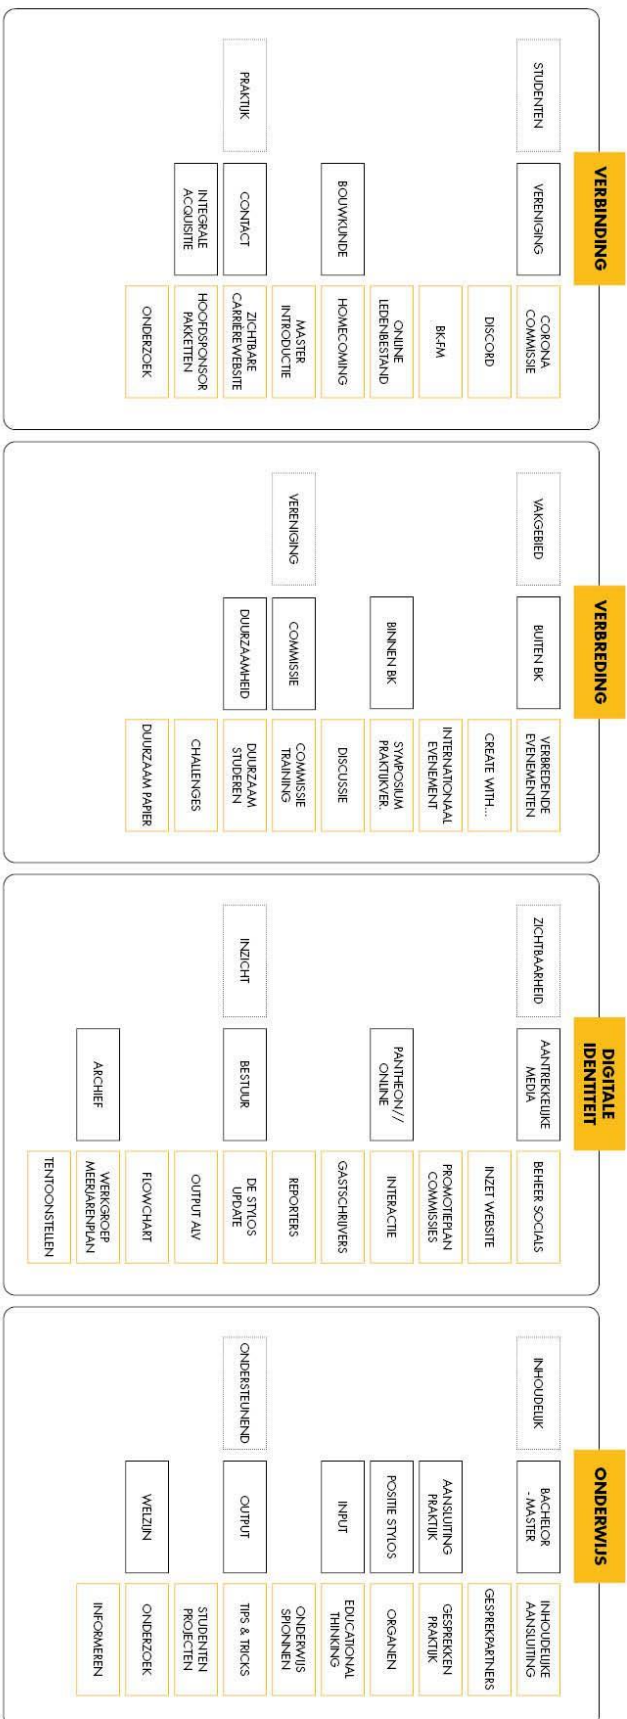 VERBINDING
STUDENTEN
VERENIGING
CORONA
COMMISSIE
DISCORD
BK-FM
ONLINE
LEDENBESTAND
BOUWKUNDE
HOMECOMING
MASTER
INTRODUCTIE
PRAKTIJK
CONTACT
ZICHTBARE
CARRIÈREWEBSITE
INTEGRALE
ACQUISITIE
HOOFDSPONSOR
PAKKETTEN
ONDERZOEK
VERBREDING
VAKGEBIED
BUITEN BK
VERBREDENDE
EVENEMENTEN
CREATE WITH...
INTERNATIONAAL
EVENEMENT
BINNEN BK
SYMPOSIUM
PRAKTIJKVER.
DISCUSSIE
VERENIGING
COMMISSIE
COMMISSIE
TRAINING
DUURZAAMHEID
DUURZAAM
STUDEREN
CHALLENGES
DUURZAAM PAPIER
DIGITALE
IDENTITEIT
ZICHTBAARHEID
AANTREKKELIJKE
MEDIA
BEHEER SOCIALS
INZET WEBSITE
PROMOTIEPLAN
COMMISSIES
PANTHEON//
ONLINE
INTERACTIE
GASTSCHRIJVERS
REPORTERS
INZICHT
BESTUUR
DE STYLOS
UPDATE
OUTPUT ALV
FLOWCHART
ARCHIEF
WERKGROEP
MEERJARENPLAN
TENTOONSTELLEN
ONDERWIJS
INHOUDELIJK
BACHELOR
- MASTER
INHOUDELIJKE
AANSLUITING
GESPREKPARTNERS
AANSLUITING
PRAKTIJK
GESPREKKEN
PRAKTIJK
POSITIE STYLOS
ORGANEN
INPUT
EDUCATIONAL
THINKING
ONDERWIJS
SPIONNEN
ONDERSTEUNEND
OUTPUT
TIPS & TRICKS
STUDENTEN
PROJECTEN
WELZIJN
ONDERZOEK
INFORMEREN